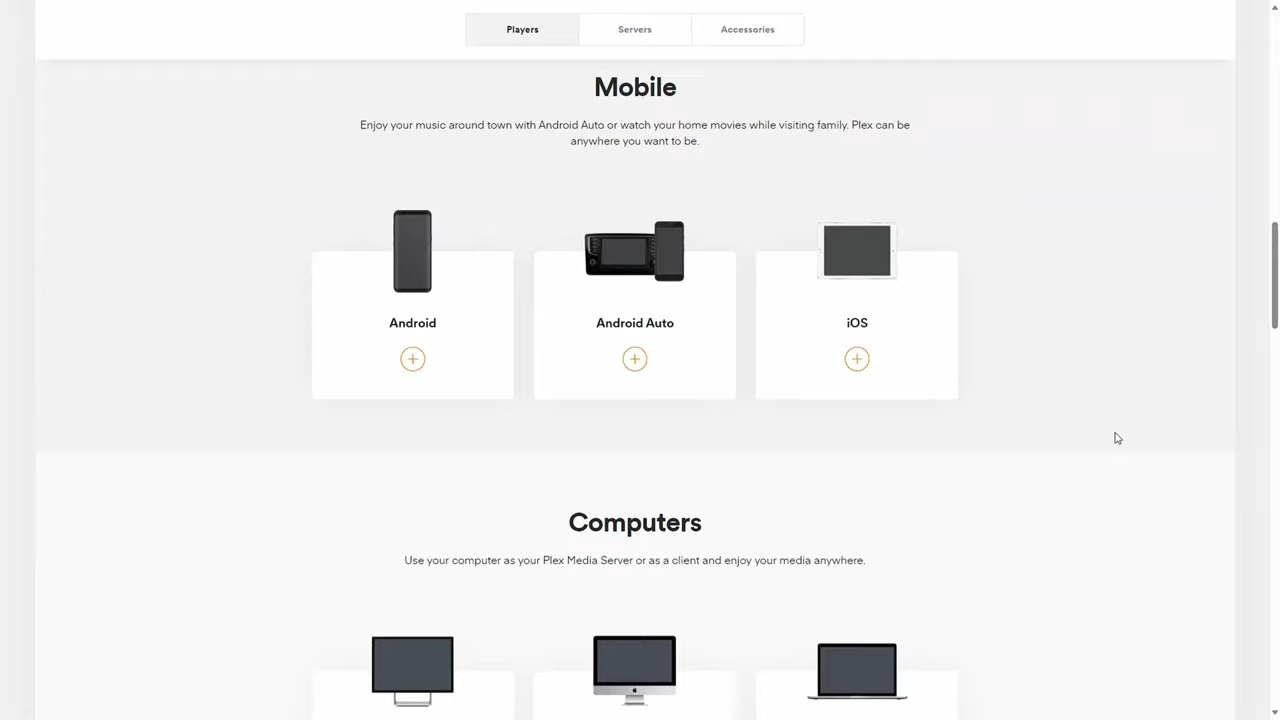 Players
Servers
Accessories
Mobile
Enjoy your music around town with Android Auto or watch your home movies while visiting family. Plex can be
anywhere you want to be.
Android
Android Auto
iOS
Computers
Use your computer as your Plex Media Server or as a client and enjoy your media anywhere.